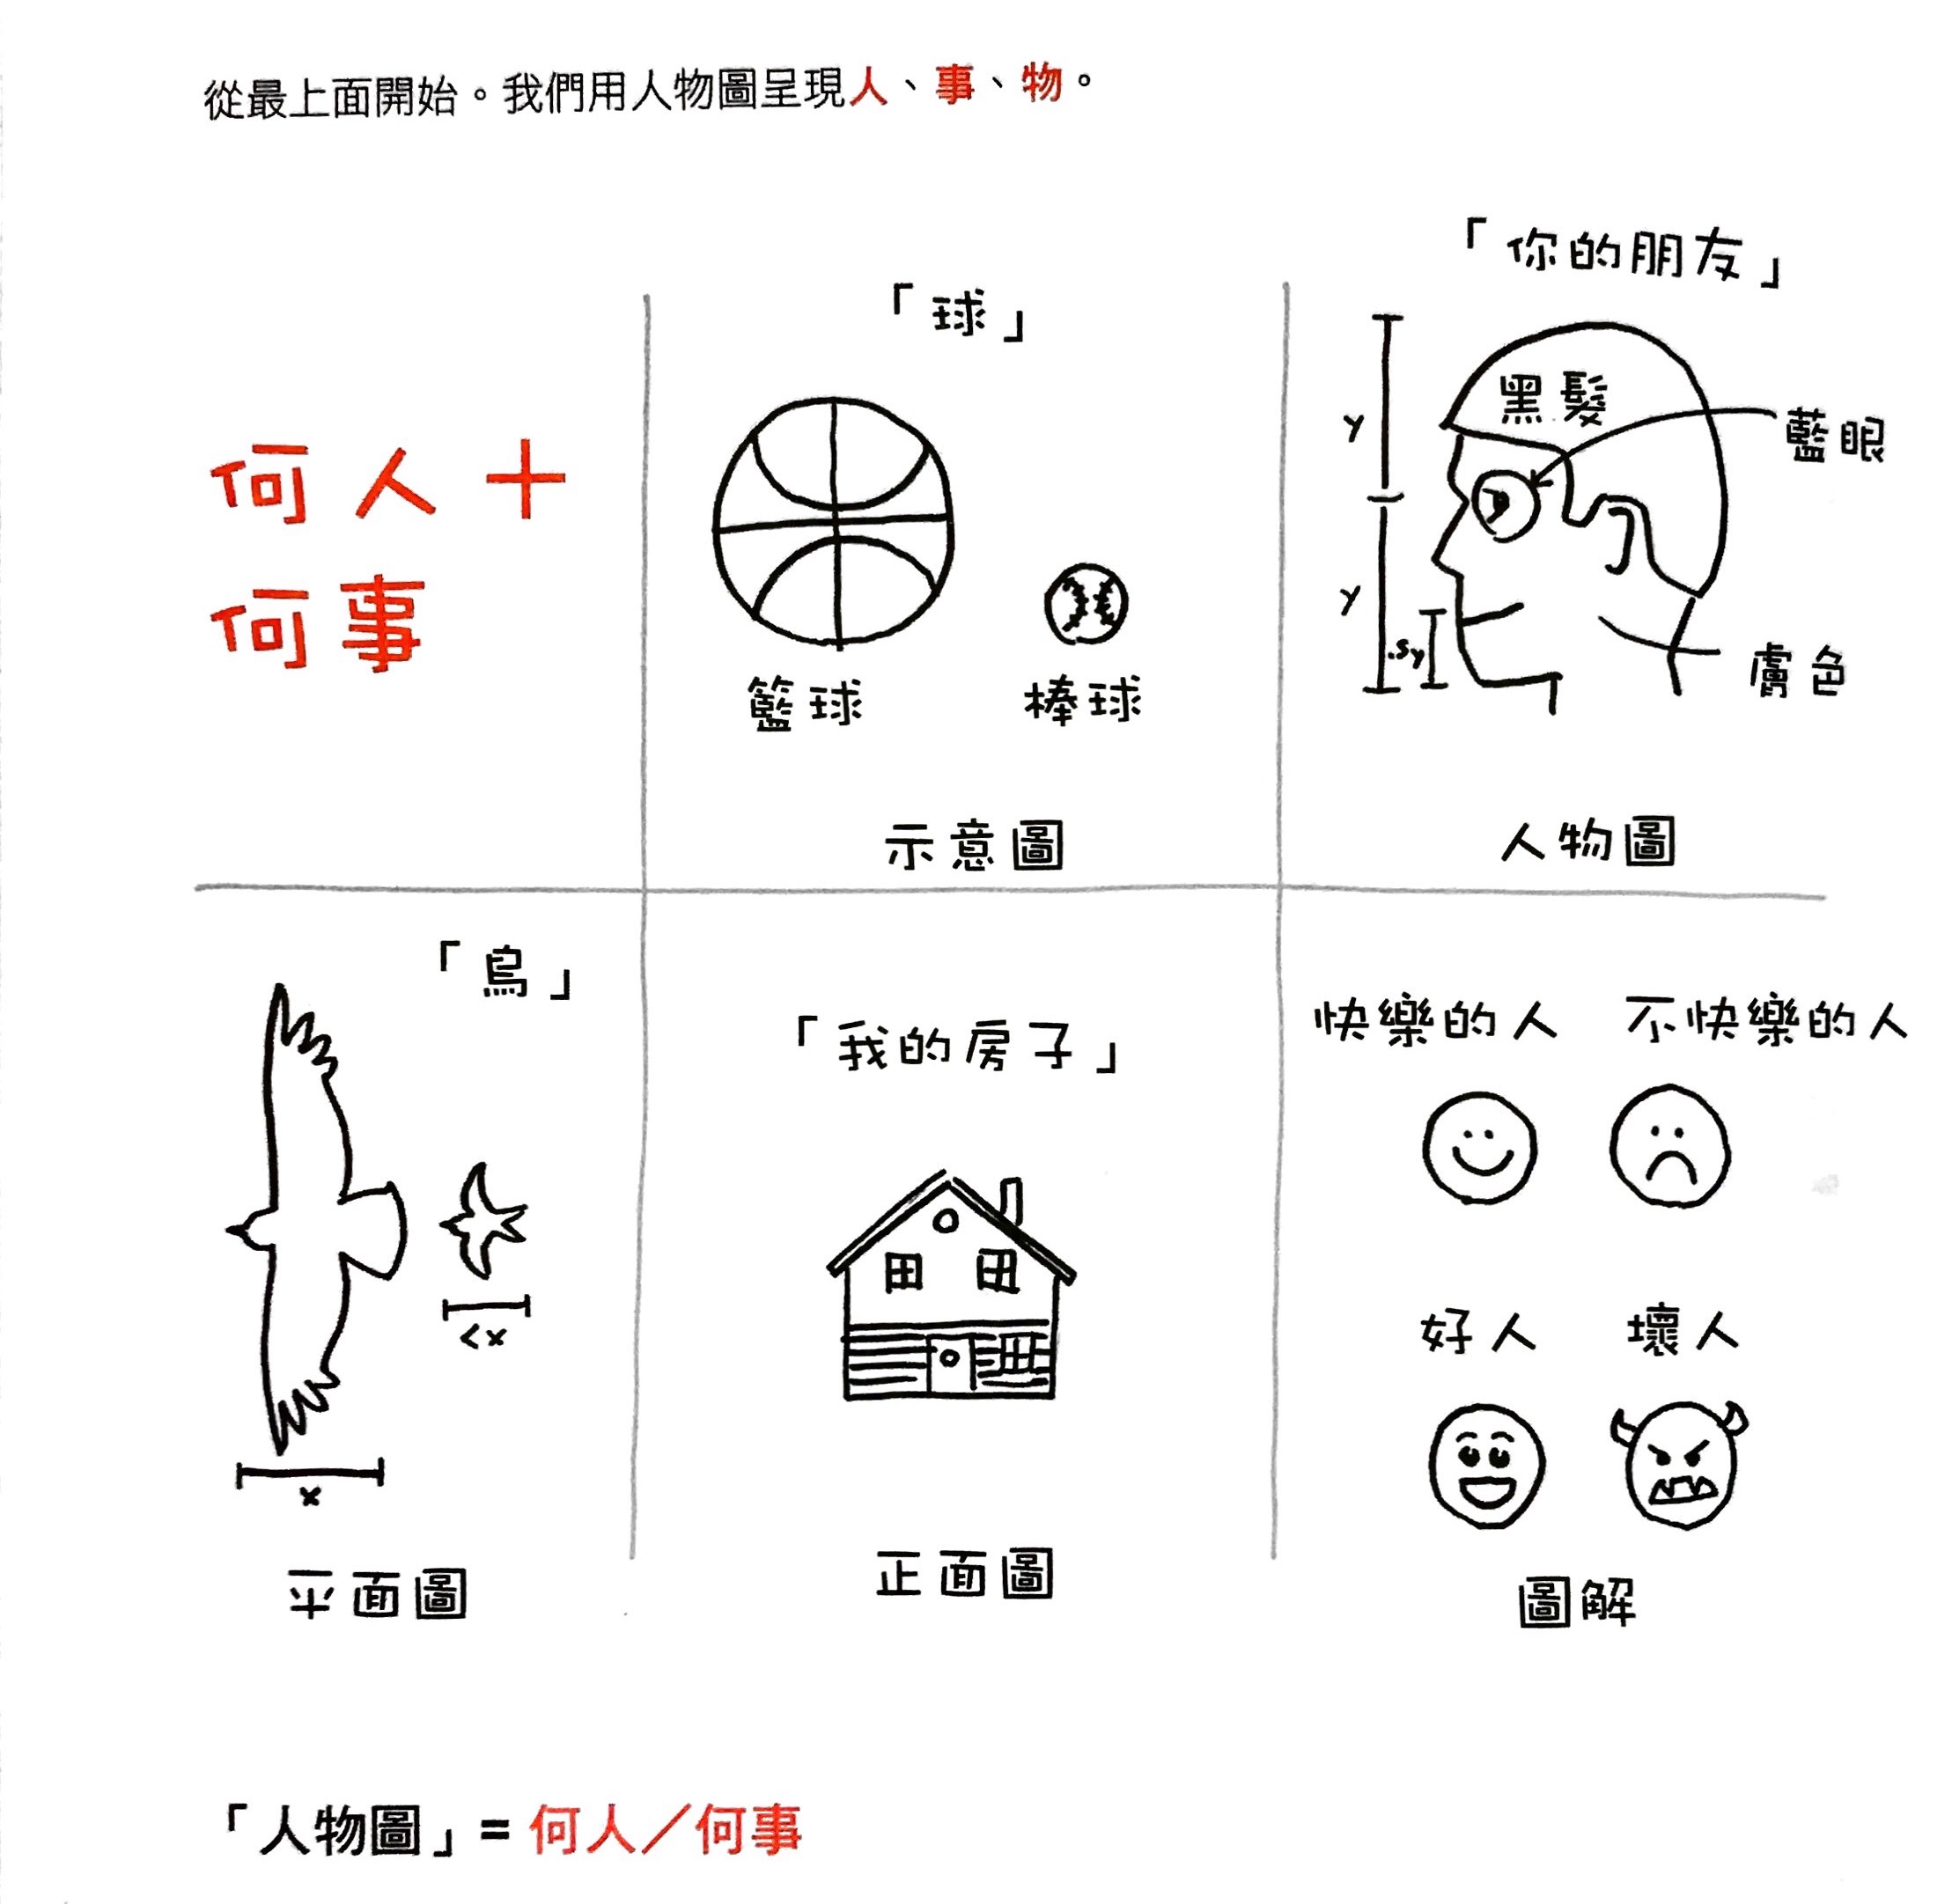 從最上面開始。我們用人物圖呈現人、事、物。
何人＋
何事
「球」
籃球 棒球
示意圖
「你的朋友」
黑髮
藍眼
y
y
.5y
膚色
人物圖
「鳥」
<x
x
平面圖
「我的房子」
正面圖
快樂的人 不快樂的人
好人 壞人
圖解
「人物圖」= 何人／何事